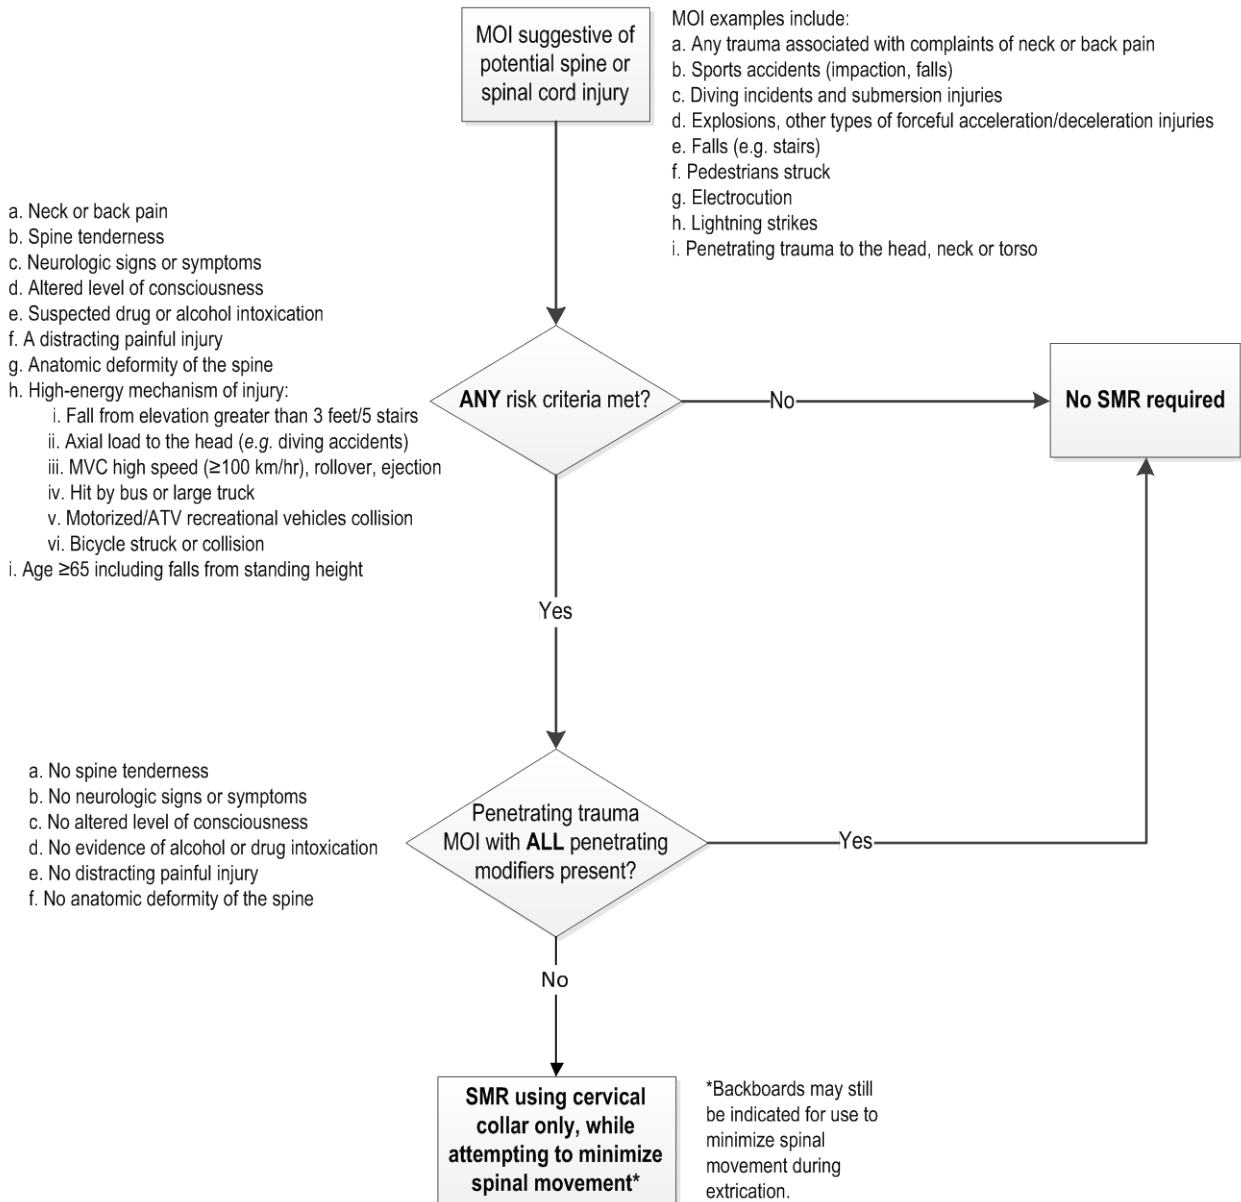 MOI suggestive of
potential spine or
spinal cord injury
MOI examples include:
a. Any trauma associated with complaints of neck or back pain
b. Sports accidents (impaction, falls)
c. Diving incidents and submersion injuries
d. Explosions, other types of forceful acceleration/deceleration injuries
e. Falls (e.g. stairs)
f. Pedestrians struck
g. Electrocution
h. Lightning strikes
i. Penetrating trauma to the head, neck or torso
a. Neck or back pain
b. Spine tenderness
c. Neurologic signs or symptoms
d. Altered level of consciousness
e. Suspected drug or alcohol intoxication
f. A distracting painful injury
g. Anatomic deformity of the spine
h. High-energy mechanism of injury:
i. Fall from elevation greater than 3 feet/5 stairs
ii. Axial load to the head (e.g. diving accidents)
iii. MVC high speed (≥100 km/hr), rollover, ejection
iv. Hit by bus or large truck
v. Motorized/ATV recreational vehicles collision
vi. Bicycle struck or collision
i. Age ≥65 including falls from standing height
ANY risk criteria met?
No
No SMR required
Yes
a. No spine tenderness
b. No neurologic signs or symptoms
c. No altered level of consciousness
d. No evidence of alcohol or drug intoxication
e. No distracting painful injury
f. No anatomic deformity of the spine
Penetrating trauma
MOI with ALL penetrating
modifiers present?
Yes
No
SMR using cervical
collar only, while
attempting to minimize
spinal movement*
*Backboards may still
be indicated for use to
minimize spinal
movement during
extrication.